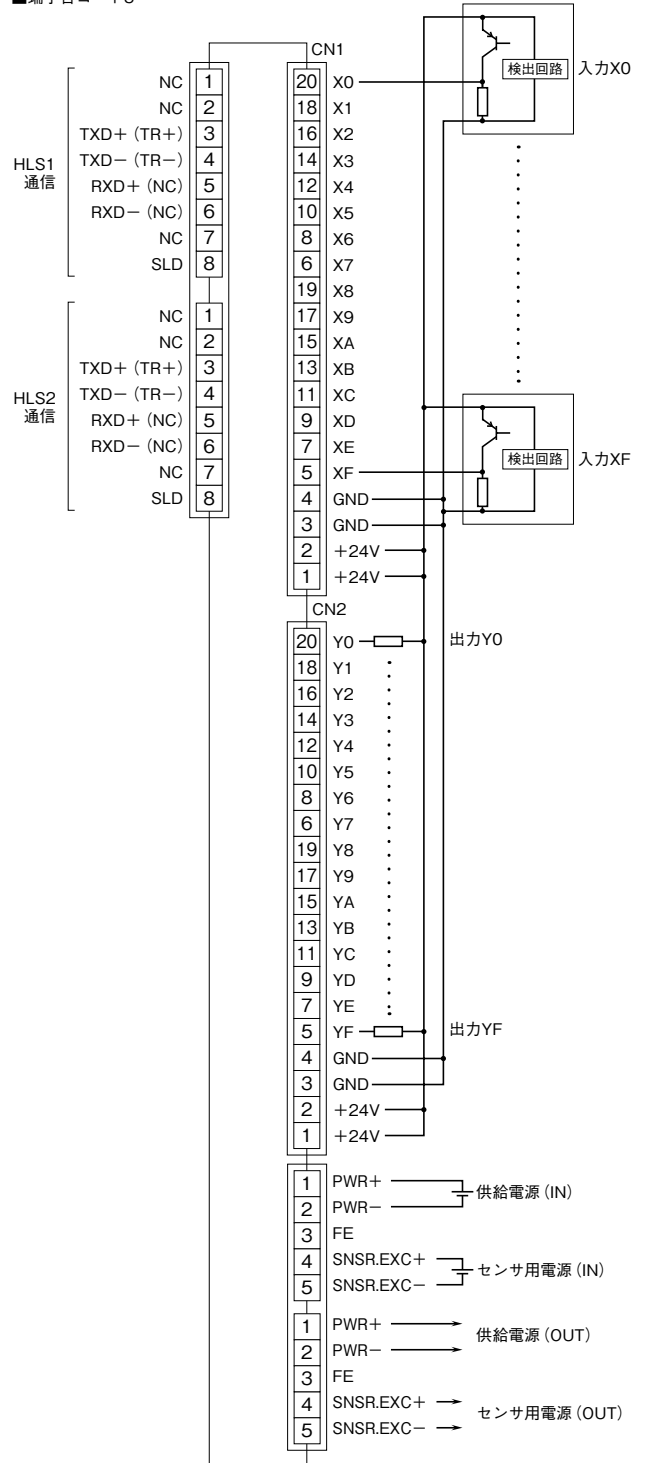 CN1
HLS1
通信
NC 1
NC 2
TXD+ (TR+) 3
TXD− (TR−) 4
RXD+ (NC) 5
RXD− (NC) 6
NC 7
SLD 8
HLS2
通信
NC 1
NC 2
TXD+ (TR+) 3
TXD− (TR−) 4
RXD+ (NC) 5
RXD− (NC) 6
NC 7
SLD 8
20 X0
18 X1
16 X2
14 X3
12 X4
10 X5
8 X6
6 X7
19 X8
17 X9
15 XA
13 XB
11 XC
9 XD
7 XE
5 XF
4 GND
3 GND
2 +24V
1 +24V
検出回路 入力X0
検出回路 入力XF
CN2
20 Y0 出力Y0
18 Y1
16 Y2
14 Y3
12 Y4
10 Y5
8 Y6
6 Y7
19 Y8
17 Y9
15 YA
13 YB
11 YC
9 YD
7 YE
5 YF 出力YF
4 GND
3 GND
2 +24V
1 +24V
1 PWR+
2 PWR−
供給電源(IN)
3 FE
4 SNSR.EXC+
5 SNSR.EXC−
センサ用電源(IN)
1 PWR+
2 PWR−
供給電源(OUT)
3 FE
4 SNSR.EXC+
5 SNSR.EXC−
センサ用電源(OUT)